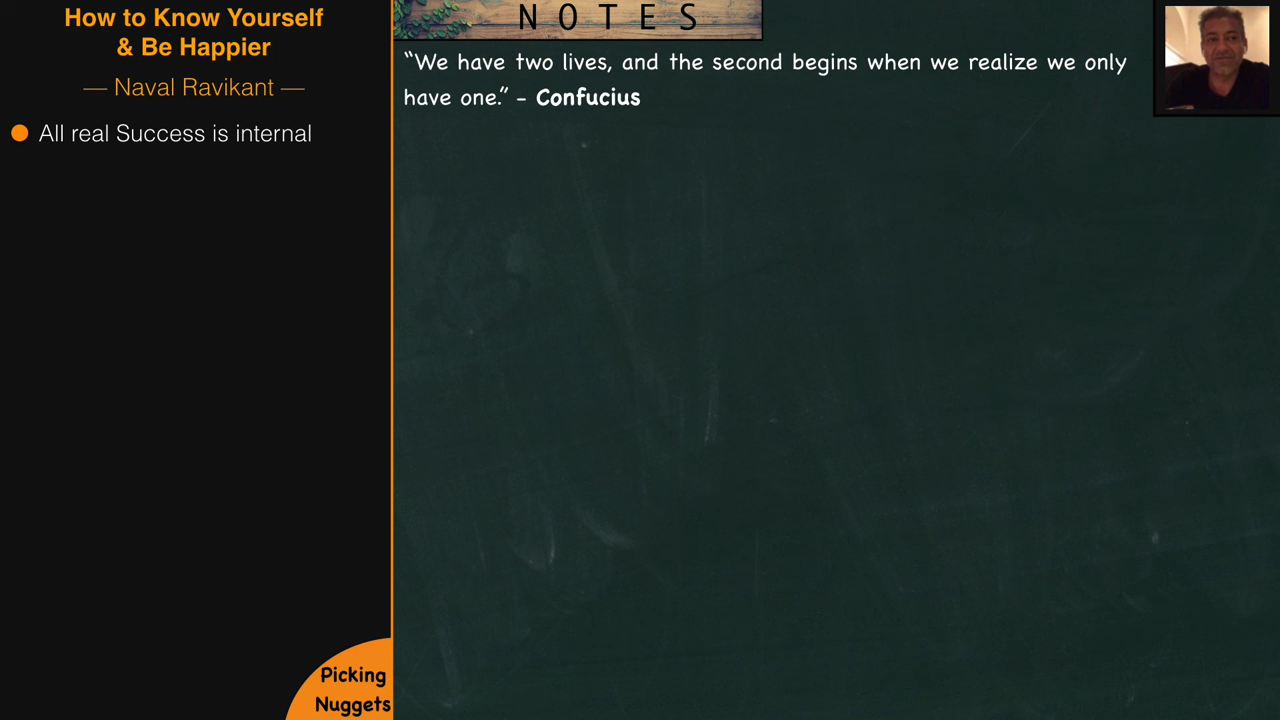 How to Know Yourself
& Be Happier
— Naval Ravikant —
All real Success is internal
Picking
Nuggets
NOTES
“We have two lives, and the second begins when we realize we only
have one.” - Confucius